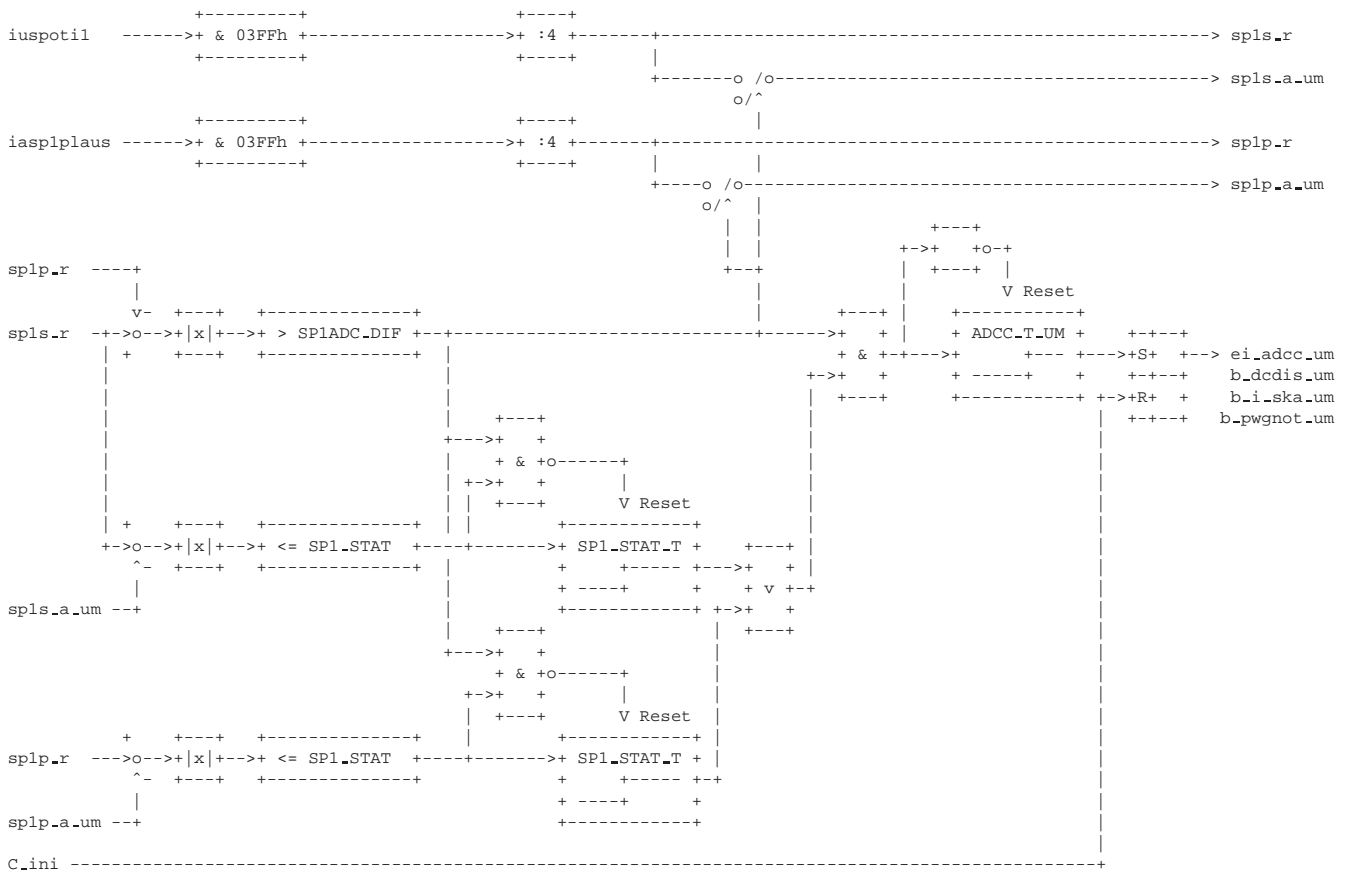 iuspoti1 & 03FFh :4 sp1s_r
sp1s_a_um
iasp1plaus & 03FFh :4 sp1p_r
sp1p_a_um
sp1p_r
V Reset
sp1s_r |x| > SP1ADC_DIF ADCC_T_UM
& S ei_adcc_um
b_dcdis_um
R b_i_ska_um
b_pwgnot_um
&
V Reset
|x| <= SP1_STAT SP1_STAT_T
v
sp1s_a_um
&
V Reset
sp1p_r |x| <= SP1_STAT SP1_STAT_T
sp1p_a_um
C_ini